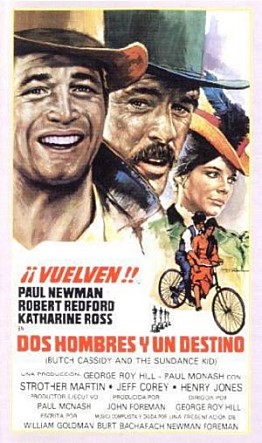 ¡¡VUELVEN!!
PAUL NEWMAN
ROBERT REDFORD
KATHARINE ROSS
EN
DOS HOMBRES Y UN DESTINO
(BUTCH CASSIDY AND THE SUNDANCE KID)
UNA PRODUCCION: GEORGE ROY HILL - PAUL MONASH CON
STROTHER MARTIN • JEFF COREY • HENRY JONES
PRODUCTOR EJECUTIVO PRODUCIDA POR DIRIGIDA POR
PAUL MONASH JOHN FOREMAN GEORGE ROY HILL
ESCRITA POR MUSICA COMPUESTA Y DIRIGIDA POR UNA PRESENTACION DE
WILLIAM GOLDMAN BURT BACHARACH NEWMAN FOREMAN